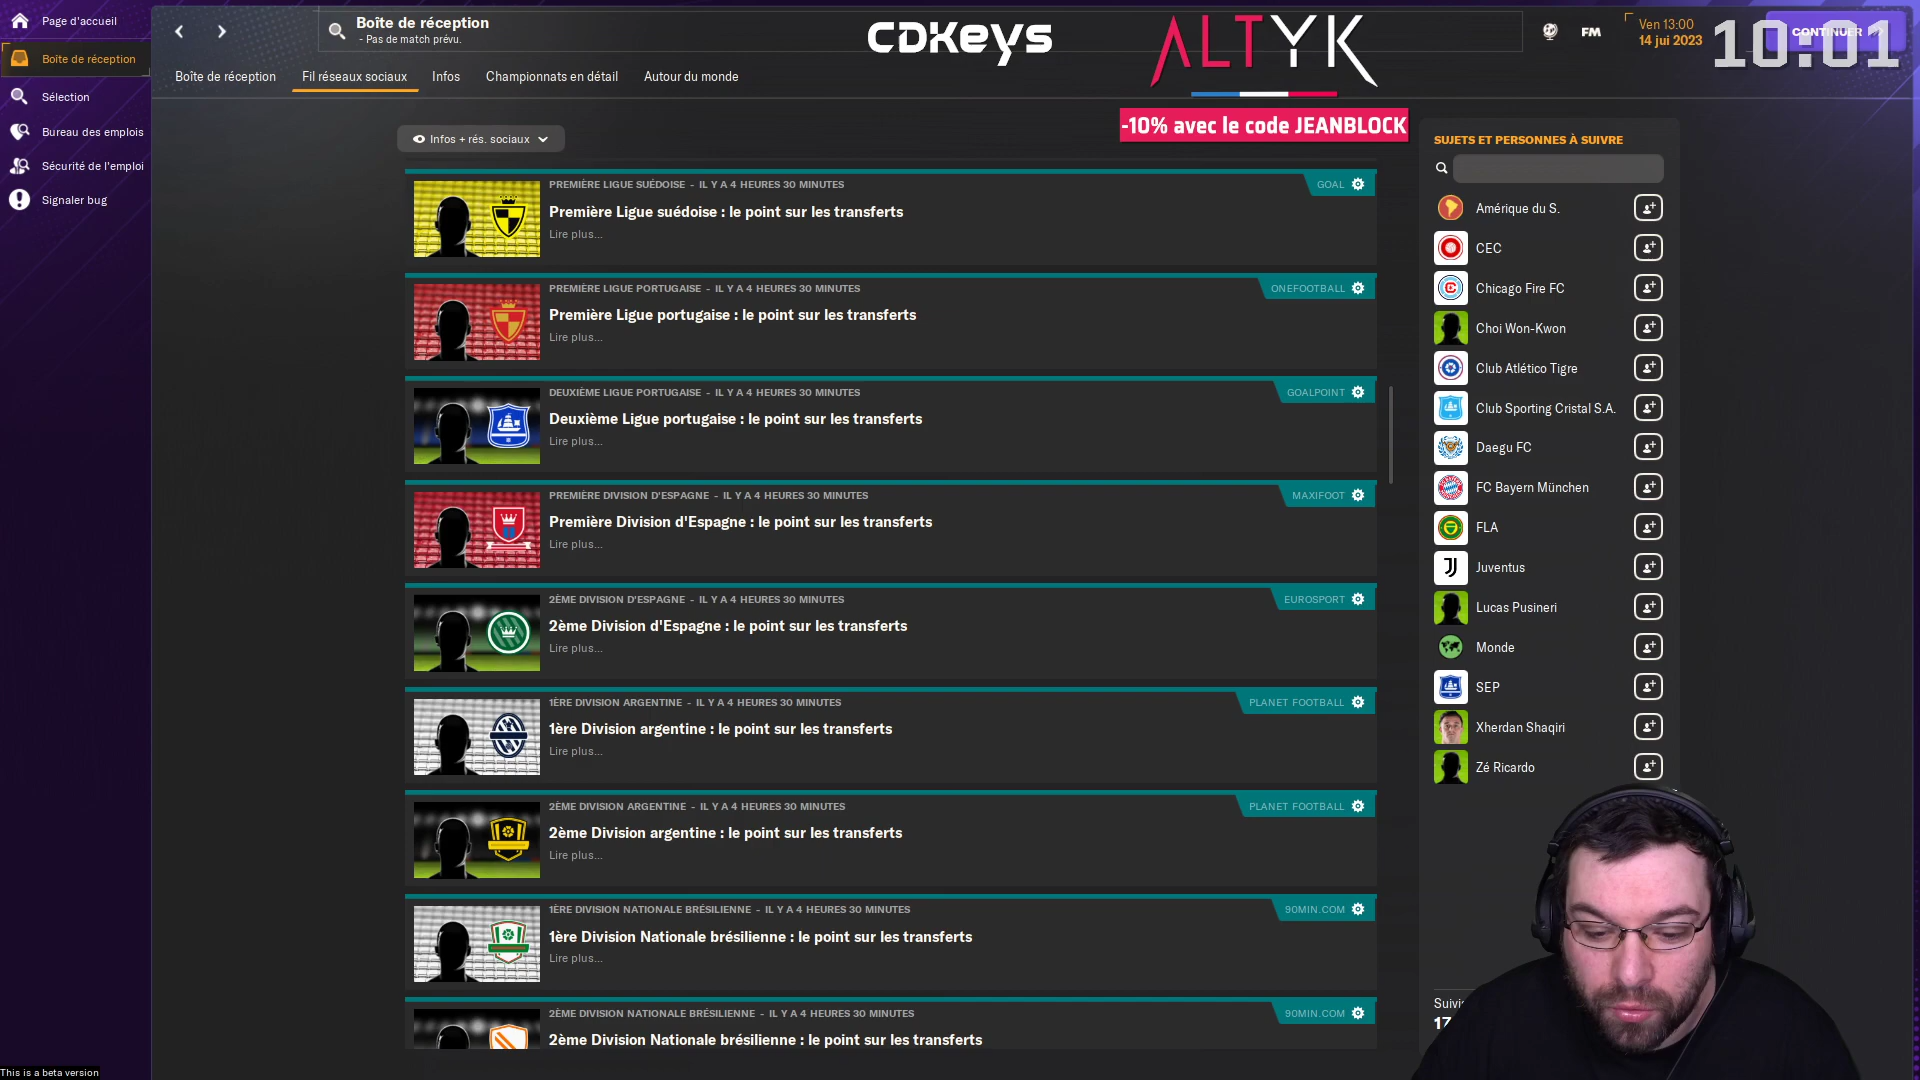 Page d'accueil
Boîte de réception
Sélection
Bureau des emplois
Sécurité de l'emploi
Signaler bug
Boîte de réception
- Pas de match prévu.
CDKeys
ALTYK
FM
Ven 13:00
14 jui 2023
CONTINUER
10:01
Boîte de réception
Fil réseaux sociaux
Infos
Championnats en détail
Autour du monde
-10% avec le code JEANBLOCK
Infos + rés. sociaux
PREMIÈRE LIGUE SUÉDOISE - IL Y A 4 HEURES 30 MINUTES
GOAL
Première Ligue suédoise : le point sur les transferts
Lire plus...
PREMIÈRE LIGUE PORTUGAISE - IL Y A 4 HEURES 30 MINUTES
ONEFOOTBALL
Première Ligue portugaise : le point sur les transferts
Lire plus...
DEUXIÈME LIGUE PORTUGAISE - IL Y A 4 HEURES 30 MINUTES
GOALPOINT
Deuxième Ligue portugaise : le point sur les transferts
Lire plus...
PREMIÈRE DIVISION D'ESPAGNE - IL Y A 4 HEURES 30 MINUTES
MAXIFOOT
Première Division d'Espagne : le point sur les transferts
Lire plus...
2ÈME DIVISION D'ESPAGNE - IL Y A 4 HEURES 30 MINUTES
EUROSPORT
2ème Division d'Espagne : le point sur les transferts
Lire plus...
1ÈRE DIVISION ARGENTINE - IL Y A 4 HEURES 30 MINUTES
PLANET FOOTBALL
1ère Division argentine : le point sur les transferts
Lire plus...
2ÈME DIVISION ARGENTINE - IL Y A 4 HEURES 30 MINUTES
PLANET FOOTBALL
2ème Division argentine : le point sur les transferts
Lire plus...
1ÈRE DIVISION NATIONALE BRÉSILIENNE - IL Y A 4 HEURES 30 MINUTES
90MIN.COM
1ère Division Nationale brésilienne : le point sur les transferts
Lire plus...
2ÈME DIVISION NATIONALE BRÉSILIENNE - IL Y A 4 HEURES 30 MINUTES
90MIN.COM
2ème Division Nationale brésilienne : le point sur les transferts
SUJETS ET PERSONNES À SUIVRE
Amérique du S.
CEC
Chicago Fire FC
Choi Won-Kwon
Club Atlético Tigre
Club Sporting Cristal S.A.
Daegu FC
FC Bayern München
FLA
Juventus
Lucas Pusineri
Monde
SEP
Xherdan Shaqiri
Zé Ricardo
17
This is a beta version